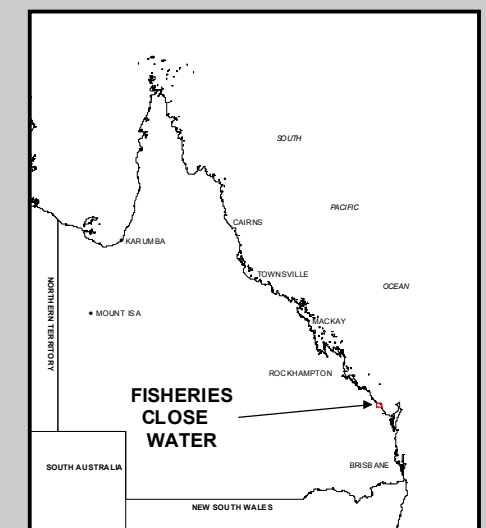 SOUTH
PACIFIC
CAIRNS
KARUMBA
TOWNSVILLE
OCEAN
NORTHERN TERRITORY
MOUNT ISA
MACKAY
ROCKHAMPTON
FISHERIES
CLOSE
WATER
SOUTH AUSTRALIA
BRISBANE
NEW SOUTH WALES